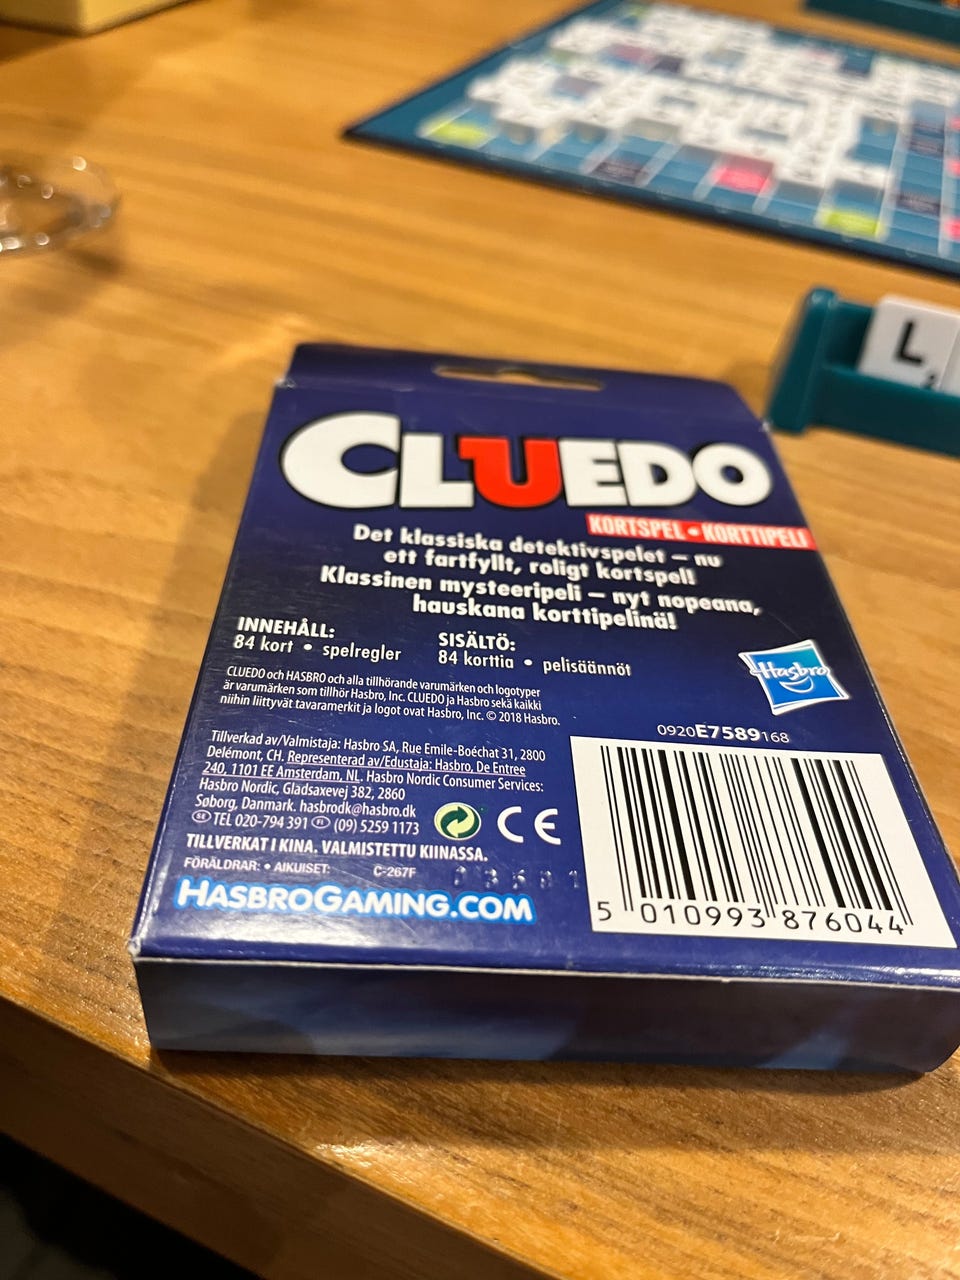 L
CLUEDO
KORTSPEL • KORTTIPELI
Det klassiska detektivspelet – nu
ett fartfyllt, roligt kortspel!
Klassinen mysteeripeli – nyt nopeana,
hauskana korttipelinä!
INNEHÅLL:
84 kort • spelregler
SISÄLTÖ:
84 korttia • pelisäännöt
Hasbro
CLUEDO och HASBRO och alla tillhörande varumärken och logotyper
är varumärken som tillhör Hasbro, Inc. CLUEDO ja Hasbro sekä kaikki
niihin liittyvät tavaramerkit ja logot ovat Hasbro, Inc. © 2018 Hasbro.
0920E7589168
Tillverkad av/Valmistaja: Hasbro SA, Rue Emile-Boéchat 31, 2800
Delémont, CH. Representerad av/Edustaja: Hasbro, De Entree
240, 1101 EE Amsterdam, NL. Hasbro Nordic Consumer Services:
Hasbro Nordic, Gladsaxevej 382, 2860
Søborg, Danmark. hasbrodk@hasbro.dk
SE TEL 020-794 391 FI (09) 5259 1173
CE
TILLVERKAT I KINA. VALMISTETTU KIINASSA.
FÖRÄLDRAR: • AIKUISET: C-267F
HASBROGAMING.COM
5 010993 876044